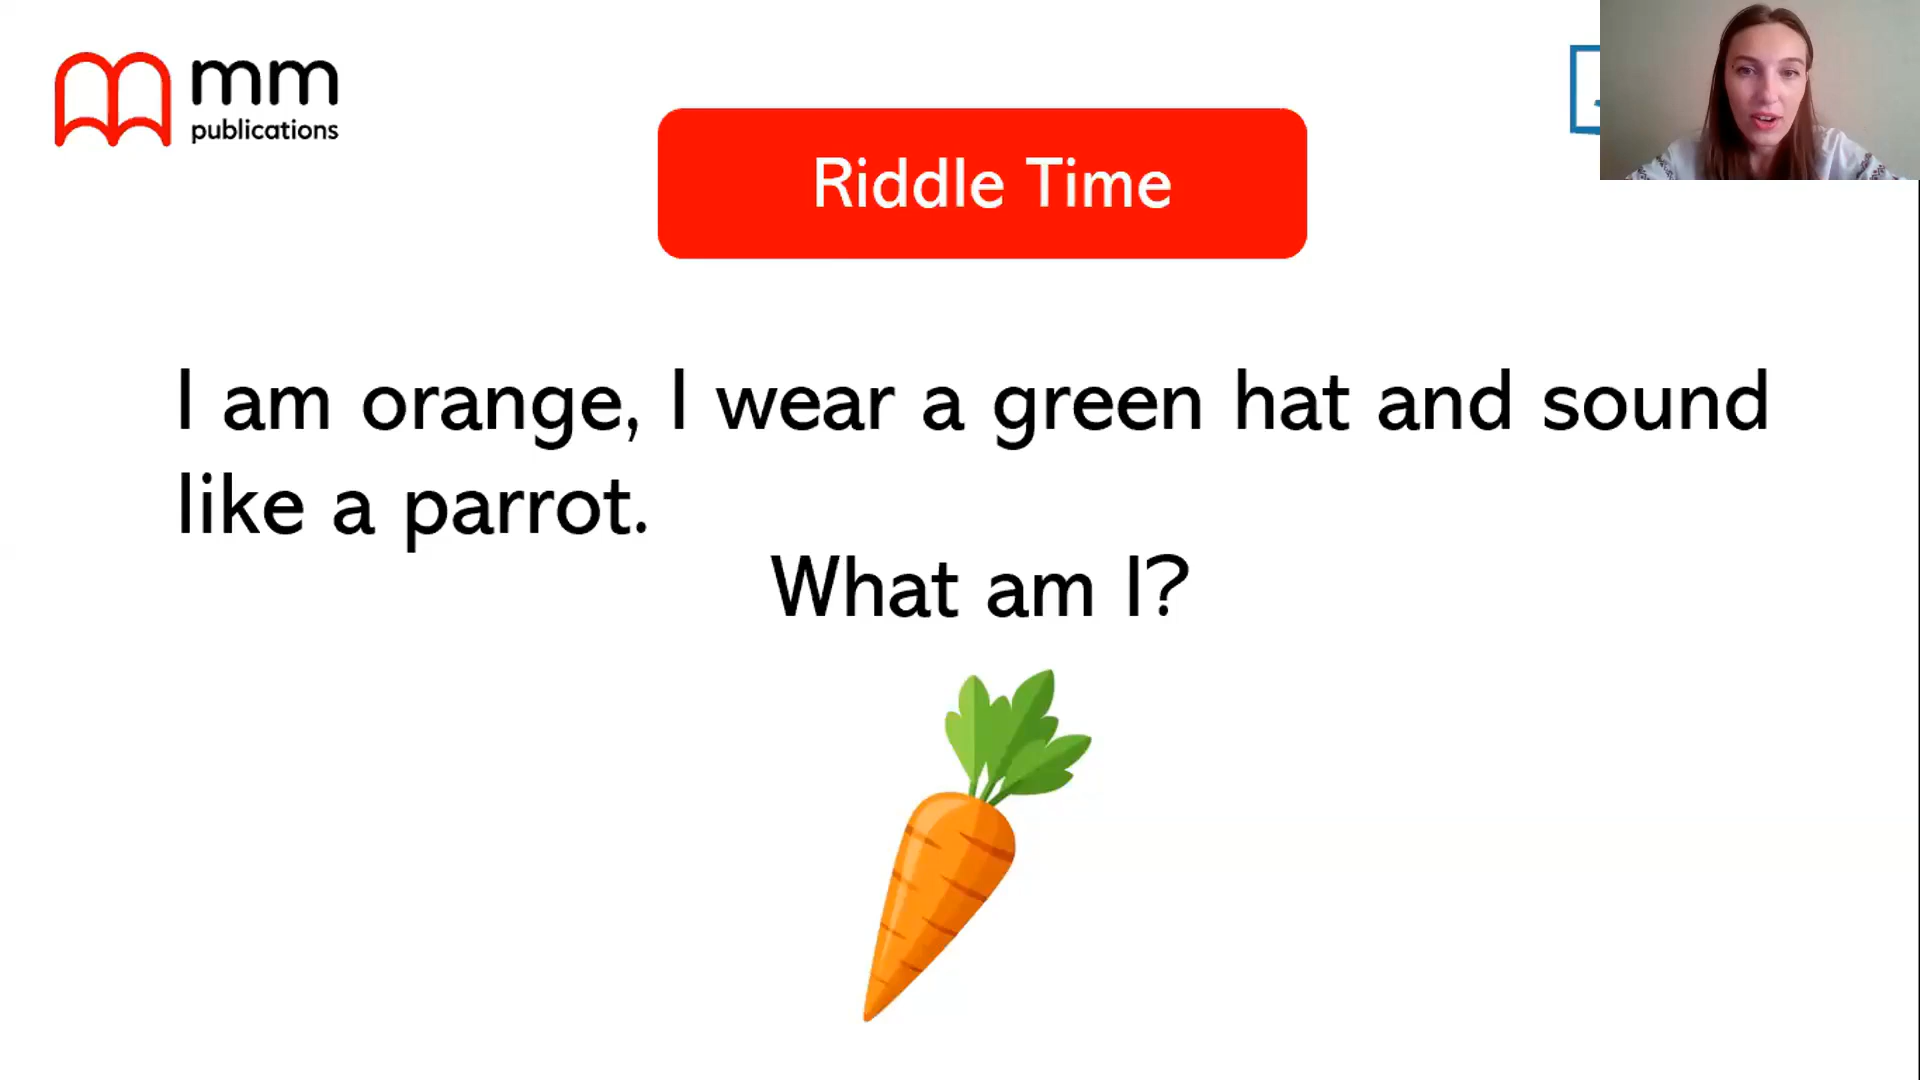 mm
publications
Riddle Time
I am orange, I wear a green hat and sound
like a parrot.
What am I?